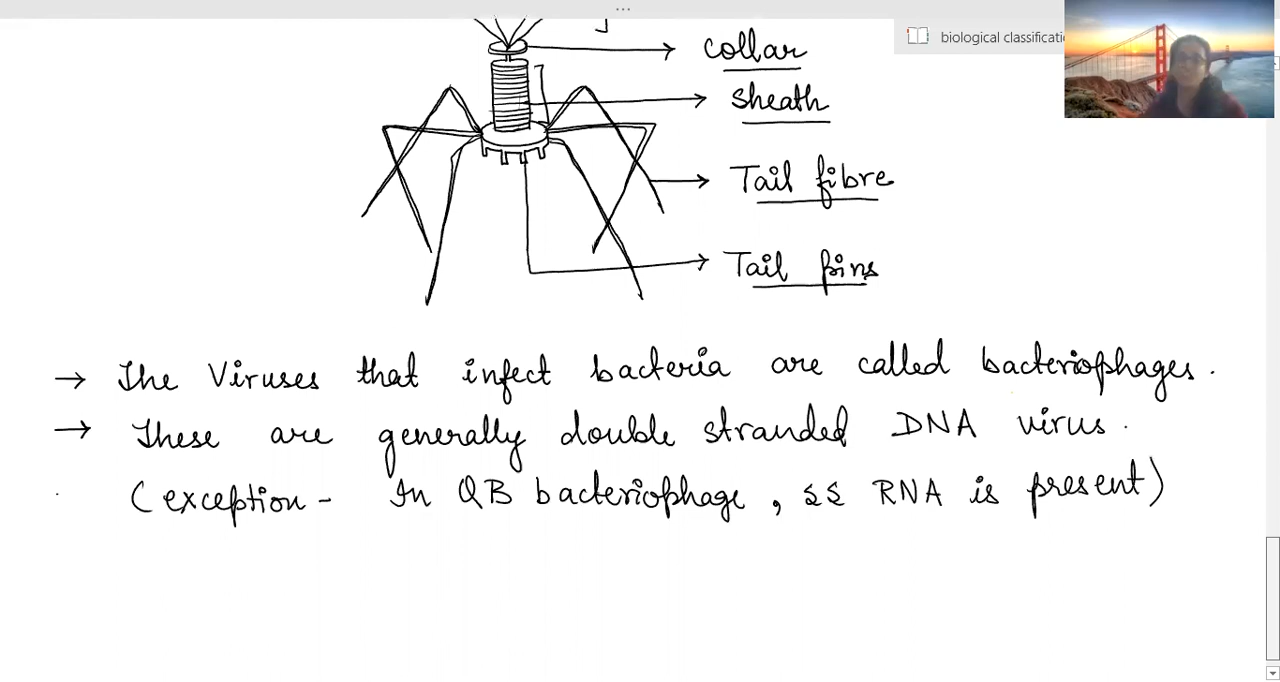 biological classificati
collar
sheath
Tail fibre
Tail pins
→ The Viruses that infect bacteria are called bacteriophages.
→ These are generally double stranded DNA virus.
(exception - In QB bacteriophage, ss RNA is present)